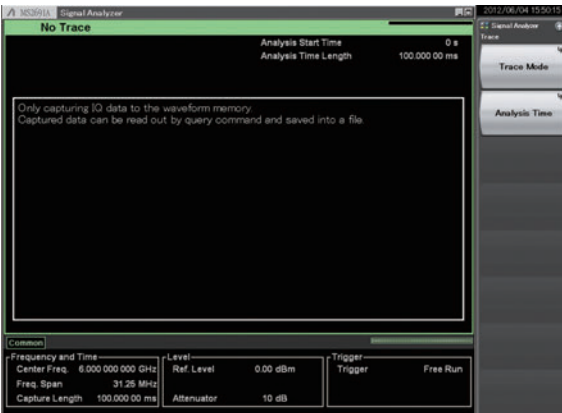 MS2691A Signal Analyzer
2012/06/04 15:50:15
No Trace
Signal Analyzer
Trace
Analysis Start Time 0 s
Analysis Time Length 100.000 00 ms
Trace Mode
Analysis Time
Only capturing IQ data to the waveform memory.
Captured data can be read out by query command and saved into a file.
Common
Frequency and Time
Center Freq. 6.000 000 000 GHz
Freq. Span 31.25 MHz
Capture Length 100.000 00 ms
Level
Ref. Level 0.00 dBm
Attenuator 10 dB
Trigger
Trigger Free Run